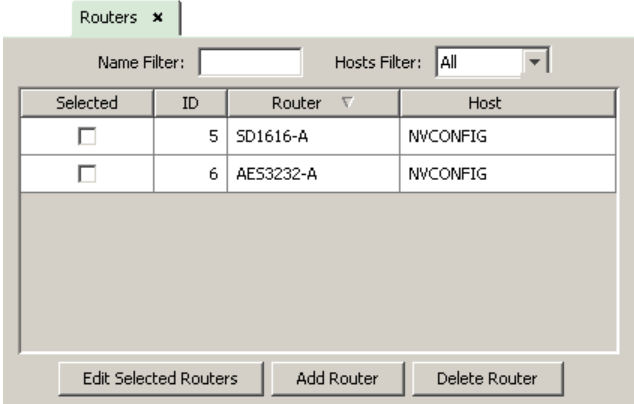 Routers ×
Name Filter: Hosts Filter: All
Selected ID Router Host
5 SD1616-A NVCONFIG
6 AES3232-A NVCONFIG
Edit Selected Routers Add Router Delete Router